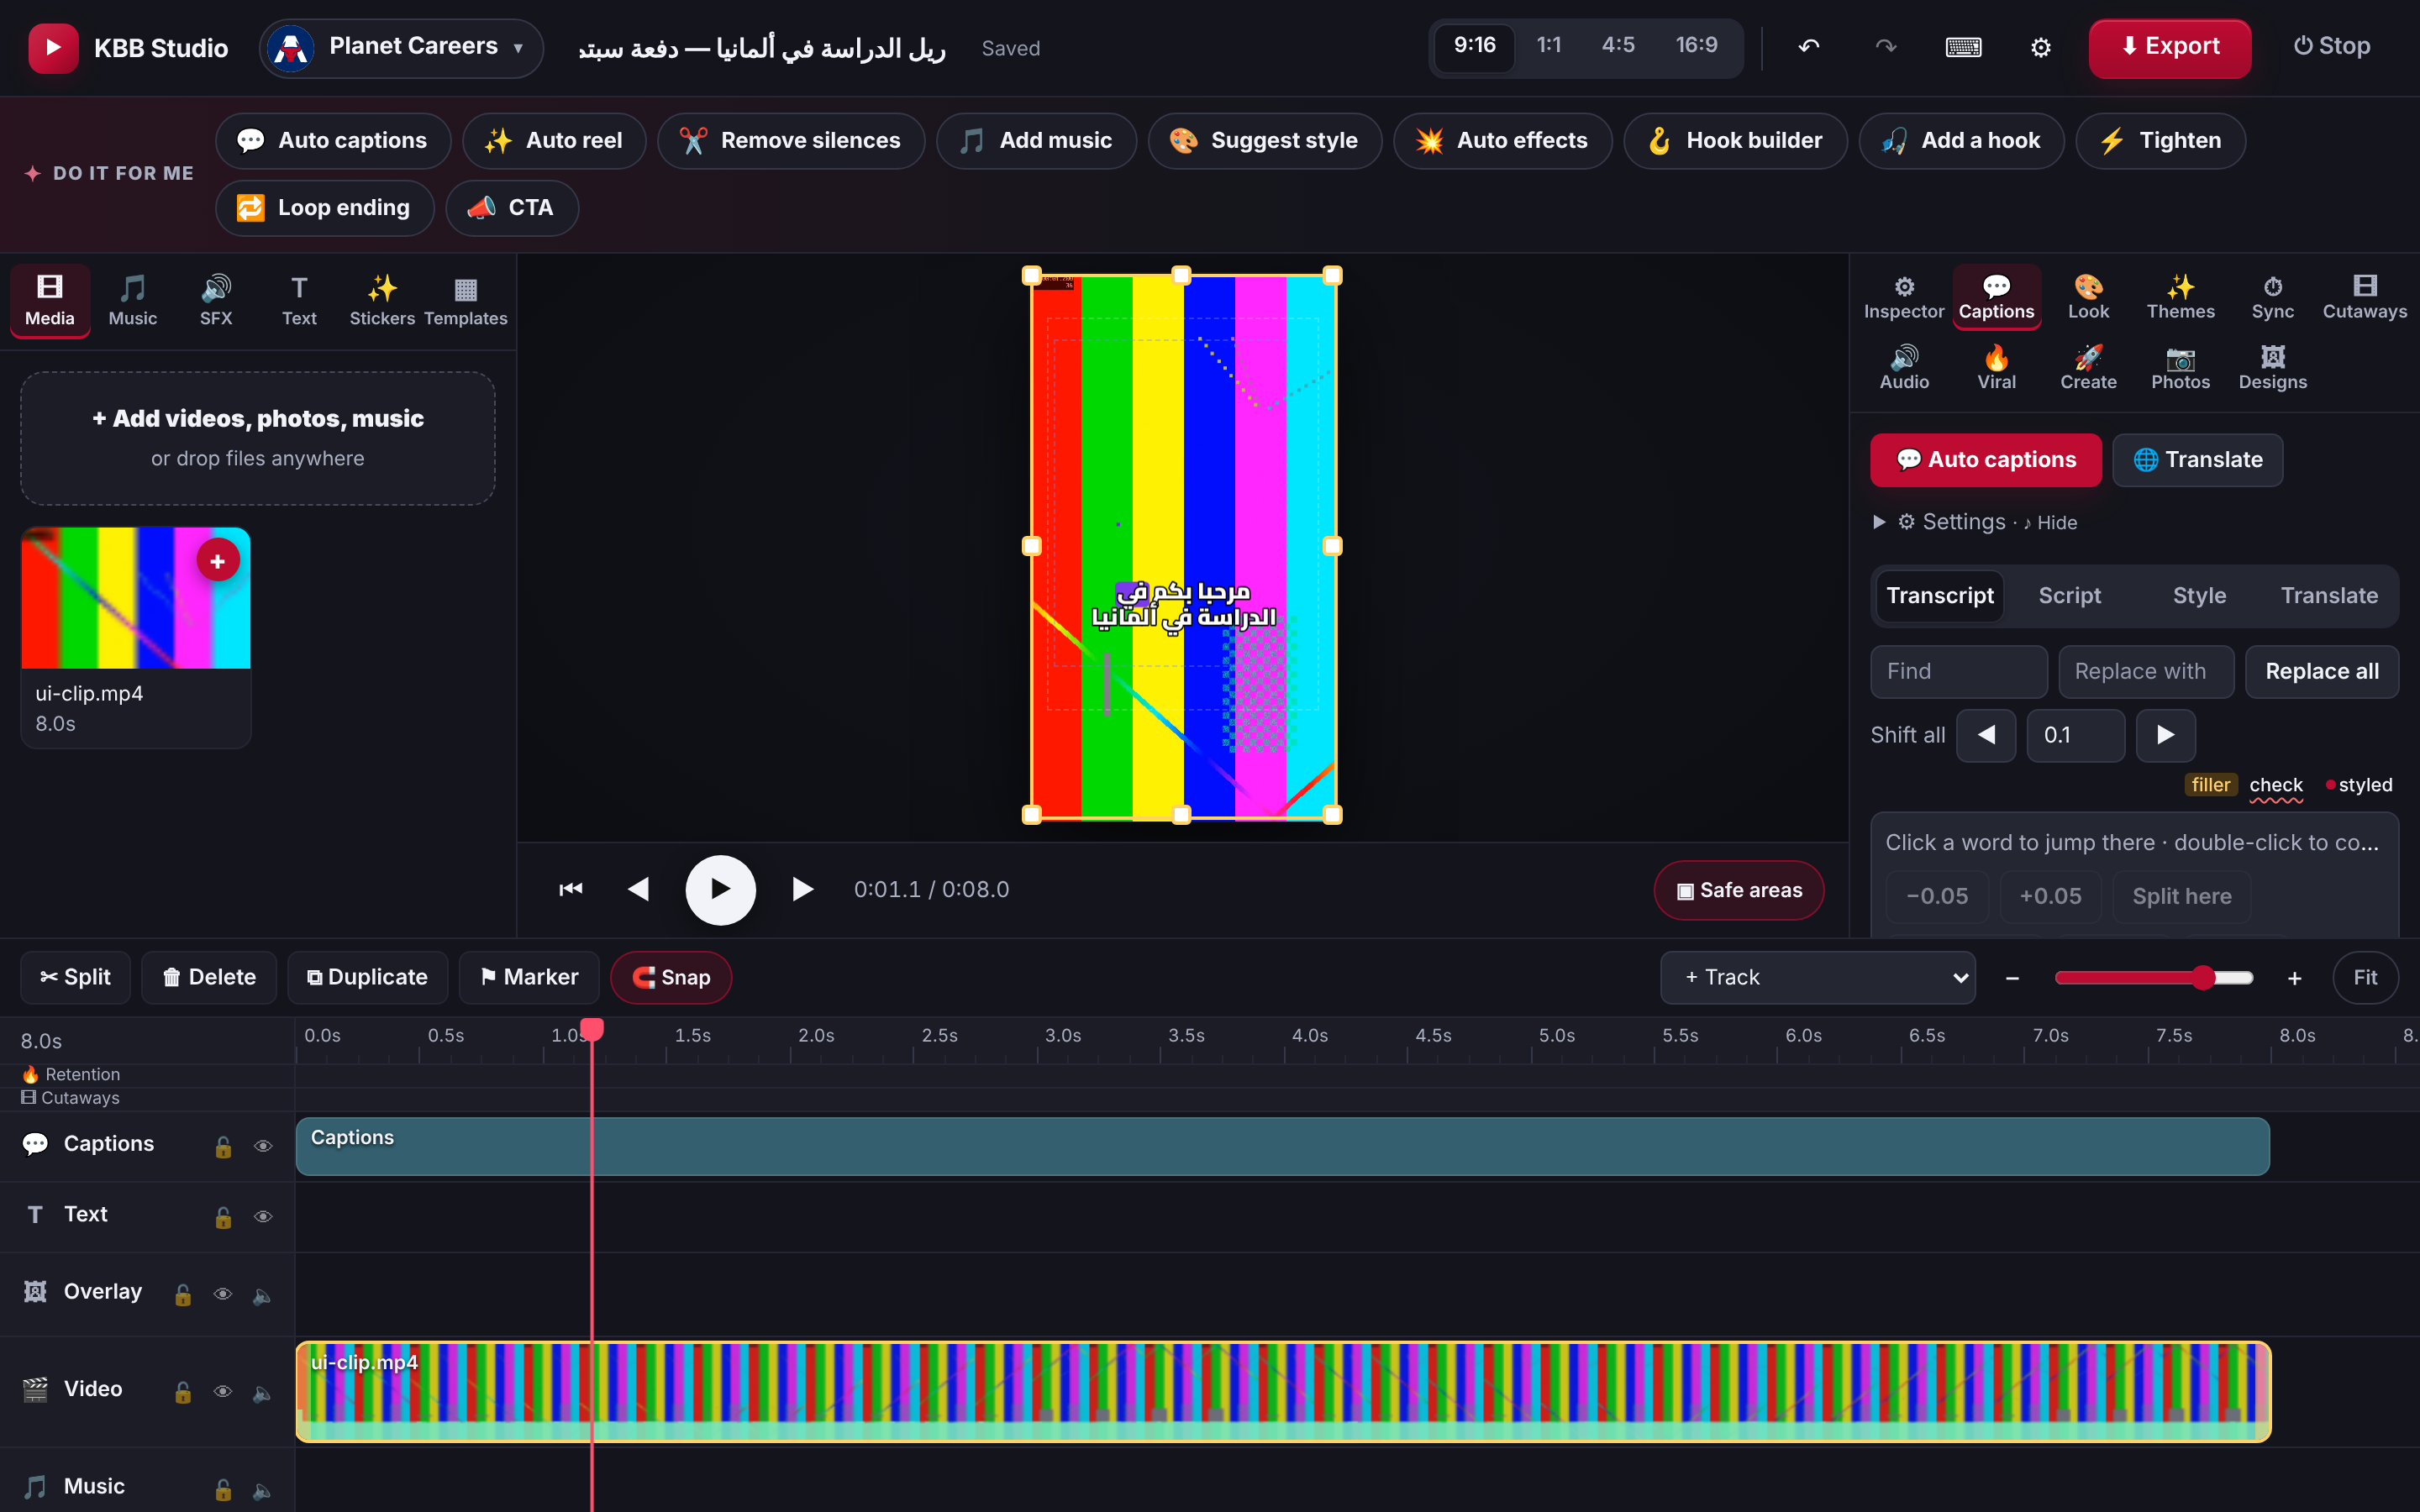 KBB Studio
Planet Careers ▾
ريل الدراسة في ألمانيا — دفعة سبتم
Saved
9:16 1:1 4:5 16:9
Export
Stop
DO IT FOR ME
Auto captions
Auto reel
Remove silences
Add music
Suggest style
Auto effects
Hook builder
Add a hook
Tighten
Loop ending
CTA
Media
Music
SFX
Text
Stickers
Templates
+ Add videos, photos, music
or drop files anywhere
ui-clip.mp4
8.0s
مرحبا بكم في
الدراسة في ألمانيا
0:01.1 / 0:08.0
Safe areas
Inspector
Captions
Look
Themes
Sync
Cutaways
Audio
Viral
Create
Photos
Designs
Auto captions
Translate
Settings · ♪ Hide
Transcript
Script
Style
Translate
Find
Replace with
Replace all
Shift all
0.1
filler
check
styled
Click a word to jump there · double-click to co...
−0.05
+0.05
Split here
Split
Delete
Duplicate
Marker
Snap
+ Track
−
+
Fit
8.0s
0.0s 0.5s 1.0s 1.5s 2.0s 2.5s 3.0s 3.5s 4.0s 4.5s 5.0s 5.5s 6.0s 6.5s 7.0s 7.5s 8.0s 8.
Retention
Cutaways
Captions
Captions
Text
Overlay
Video
ui-clip.mp4
Music